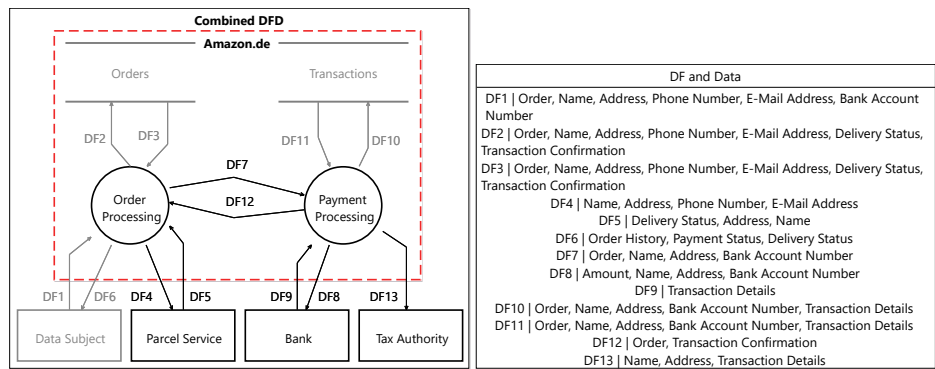 Combined DFD
Amazon.de
Orders
Transactions
DF2
DF3
DF11
DF10
DF7
DF12
Order
Processing
Payment
Processing
DF1
DF6
DF4
DF5
DF9
DF8
DF13
Data Subject
Parcel Service
Bank
Tax Authority
DF and Data
DF1 | Order, Name, Address, Phone Number, E-Mail Address, Bank Account
Number
DF2 | Order, Name, Address, Phone Number, E-Mail Address, Delivery Status,
Transaction Confirmation
DF3 | Order, Name, Address, Phone Number, E-Mail Address, Delivery Status,
Transaction Confirmation
DF4 | Name, Address, Phone Number, E-Mail Address
DF5 | Delivery Status, Address, Name
DF6 | Order History, Payment Status, Delivery Status
DF7 | Order, Name, Address, Bank Account Number
DF8 | Amount, Name, Address, Bank Account Number
DF9 | Transaction Details
DF10 | Order, Name, Address, Bank Account Number, Transaction Details
DF11 | Order, Name, Address, Bank Account Number, Transaction Details
DF12 | Order, Transaction Confirmation
DF13 | Name, Address, Transaction Details